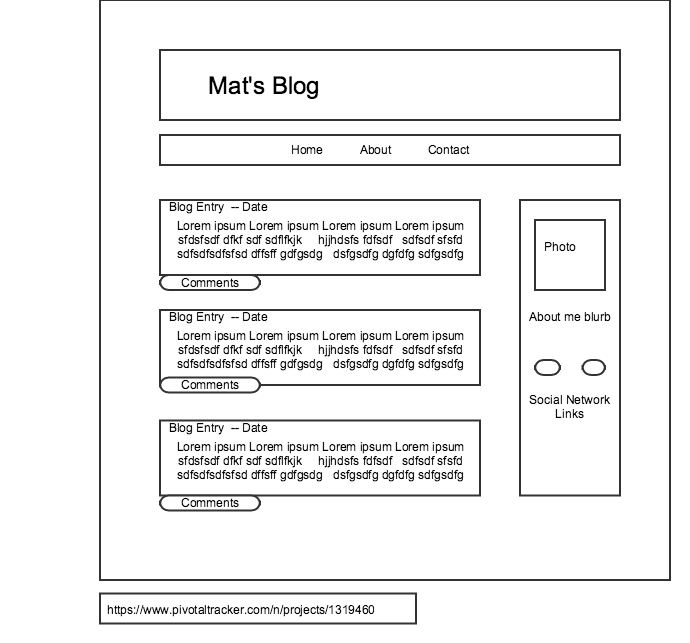 Mat's Blog
Home About Contact
Blog Entry -- Date
Lorem ipsum Lorem ipsum Lorem ipsum Lorem ipsum
sfdsfsdf dfkf sdf sdflfkjk hjjhdsfs fdfsdf sdfsdf sfsfd
sdfsdfsdfsfsd dffsff gdfgsdg dsfgsdfg dgfdfg sdfgsdfg
Comments
Blog Entry -- Date
Lorem ipsum Lorem ipsum Lorem ipsum Lorem ipsum
sfdsfsdf dfkf sdf sdflfkjk hjjhdsfs fdfsdf sdfsdf sfsfd
sdfsdfsdfsfsd dffsff gdfgsdg dsfgsdfg dgfdfg sdfgsdfg
Comments
Blog Entry -- Date
Lorem ipsum Lorem ipsum Lorem ipsum Lorem ipsum
sfdsfsdf dfkf sdf sdflfkjk hjjhdsfs fdfsdf sdfsdf sfsfd
sdfsdfsdfsfsd dffsff gdfgsdg dsfgsdfg dgfdfg sdfgsdfg
Comments
Photo
About me blurb
Social Network
Links
https://www.pivotaltracker.com/n/projects/1319460